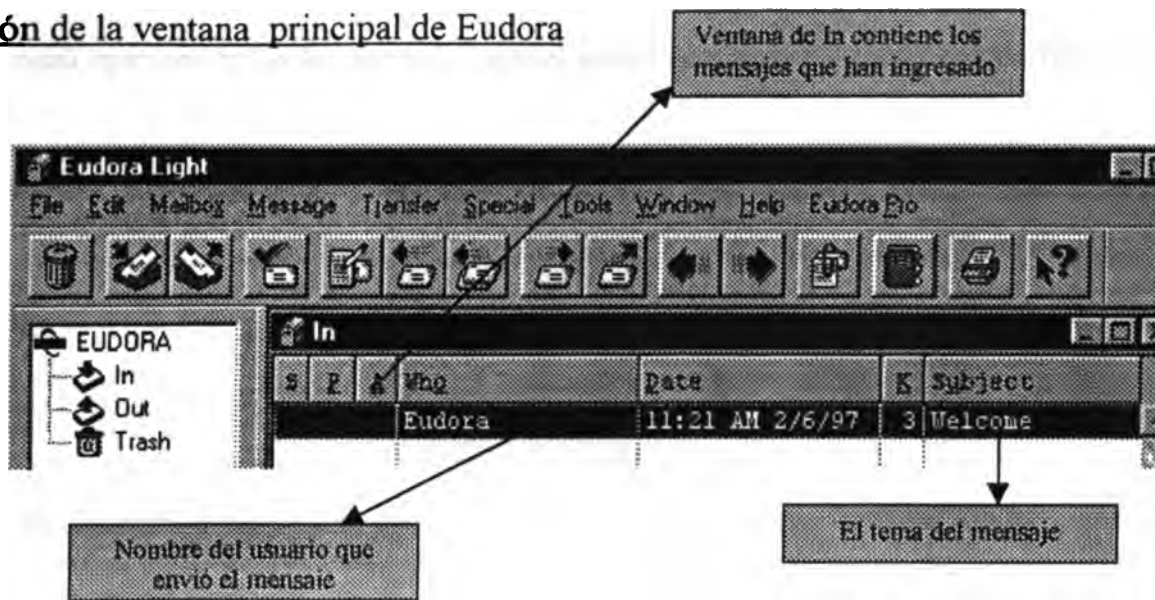 ón de la ventana principal de Eudora
Ventana de In contiene los
mensajes que han ingresado
Eudora Light
File Edit Mailbox Message Transfer Special Tools Window Help Eudora Pro
EUDORA
In
Out
Trash
In
S P A Who Date K Subject
Eudora 11:21 AM 2/6/97 3 Welcome
Nombre del usuario que
envió el mensaje
El tema del mensaje